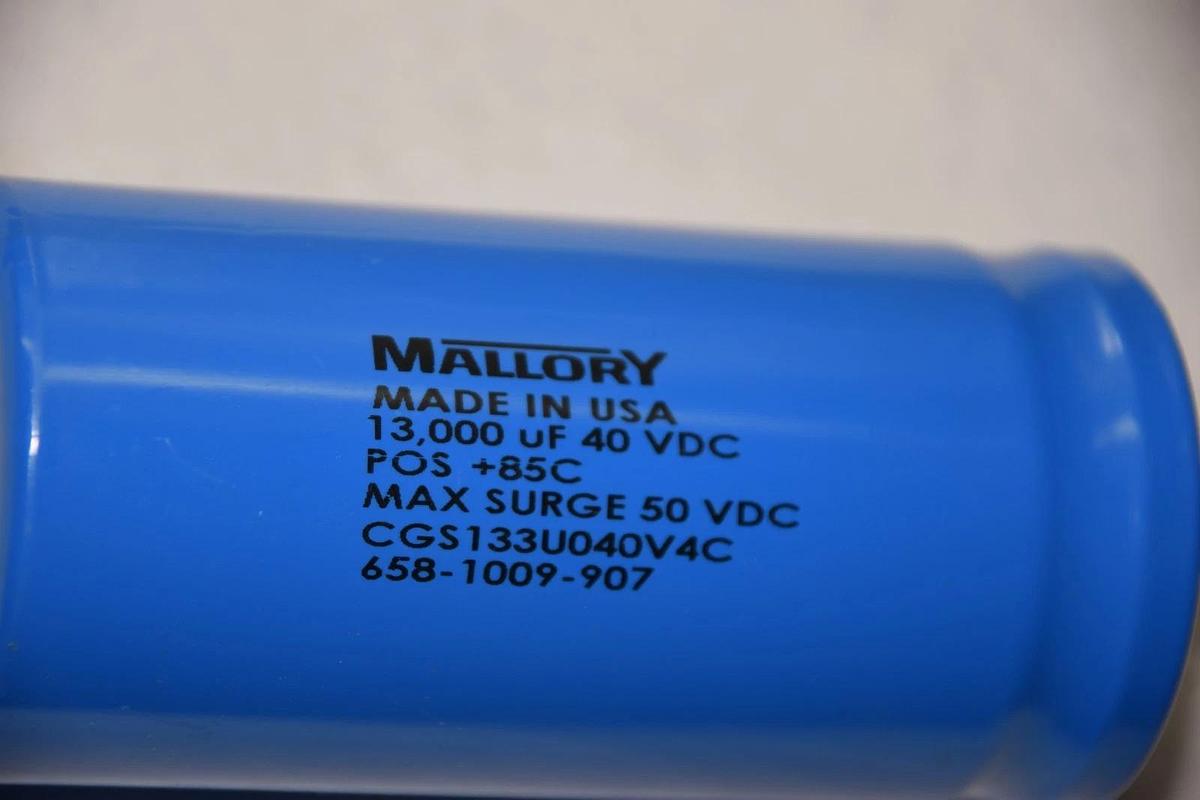 MALLORY
MADE IN USA
13,000 uF 40 VDC
POS +85C
MAX SURGE 50 VDC
CGS133U040V4C
658-1009-907